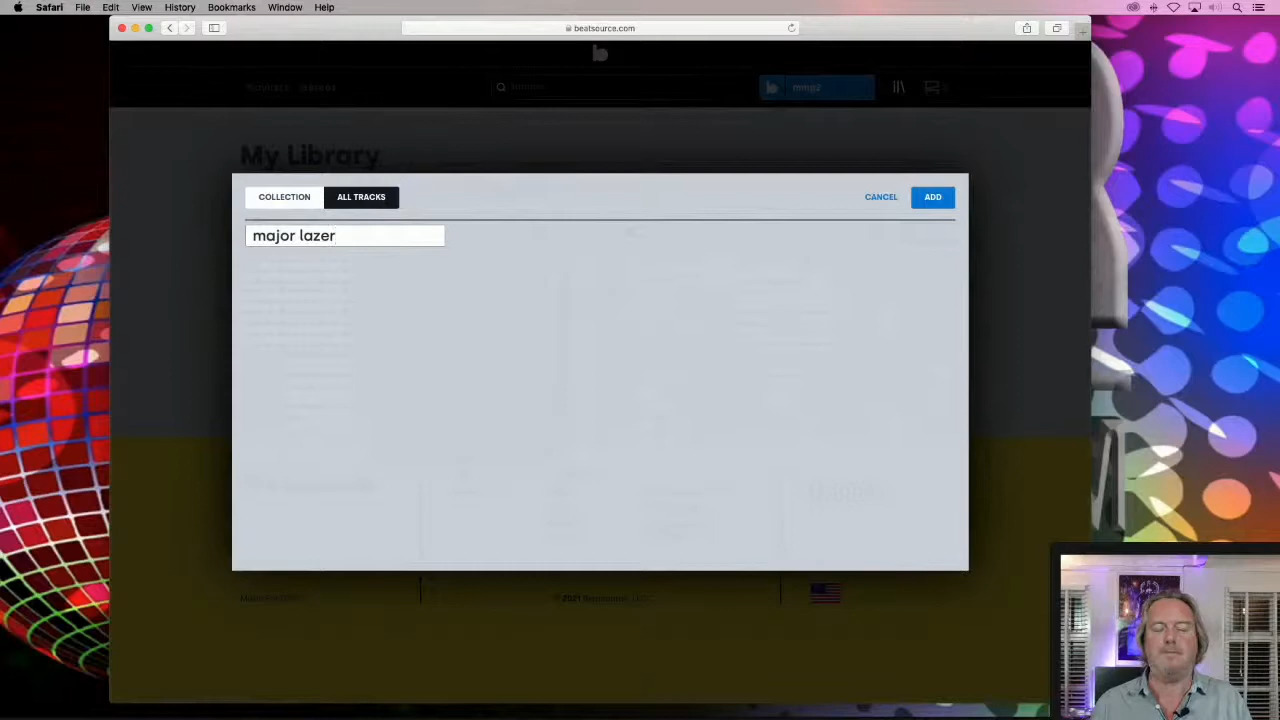 Safari File Edit View History Bookmarks Window Help
beatsource.com
My Library
COLLECTION ALL TRACKS CANCEL ADD
major lazer